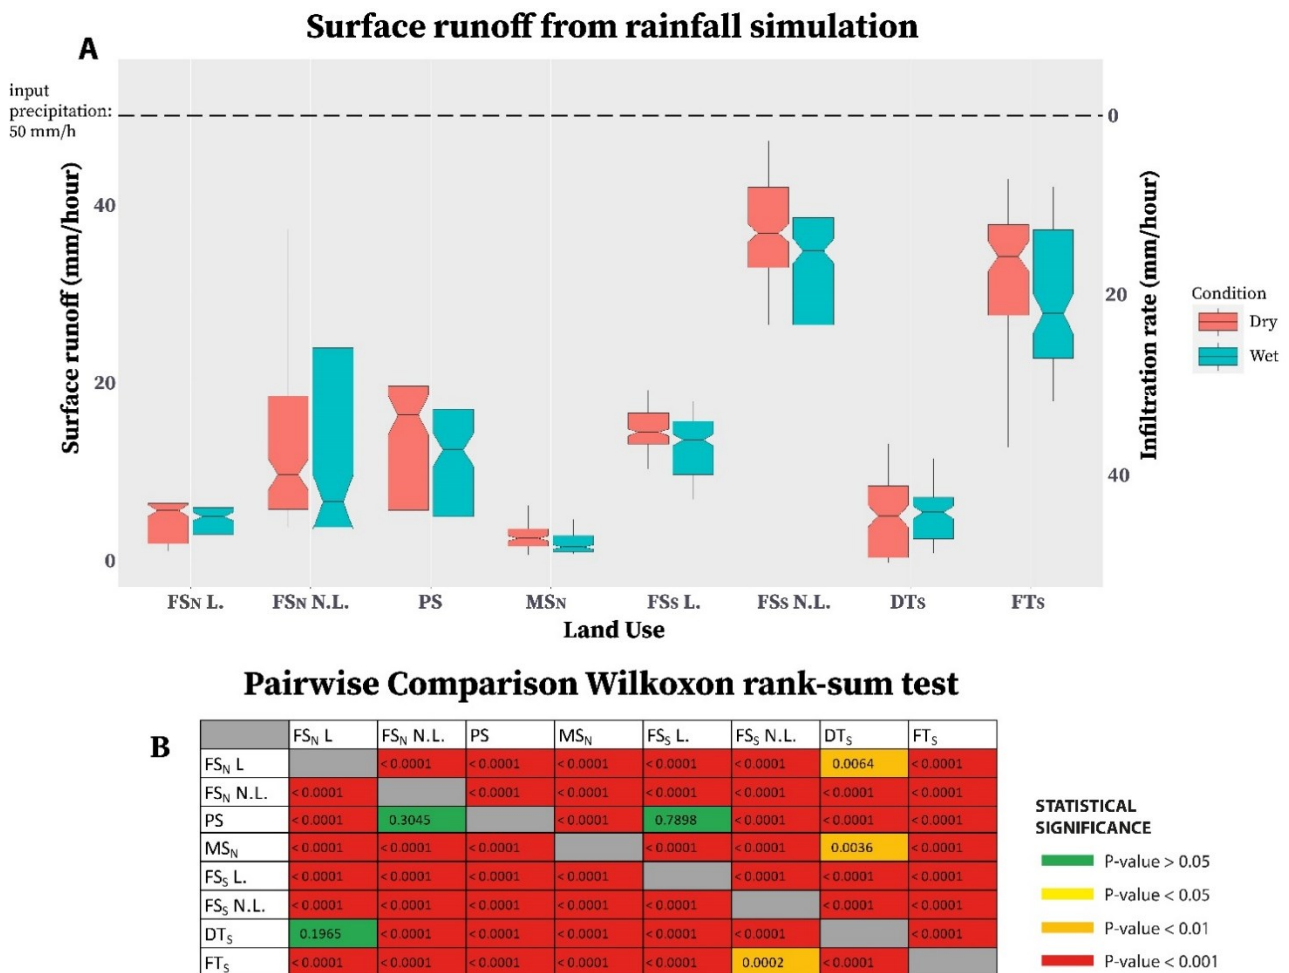 Surface runoff from rainfall simulation
A
input
precipitation:
50 mm/h
0
Surface runoff (mm/hour)
40
20
0
Infiltration rate (mm/hour)
20
40
Condition
Dry
Wet
FSN L.
FSN N.L.
PS
MSN
FSS L.
FSS N.L.
DTS
FTS
Land Use
Pairwise Comparison Wilkoxon rank-sum test
B
FSN L FSN N.L. PS MSN FSS L. FSS N.L. DTS FTS
FSN L <0.0001 <0.0001 <0.0001 <0.0001 <0.0001 0.0064 <0.0001
FSN N.L. <0.0001 <0.0001 <0.0001 <0.0001 <0.0001 <0.0001 <0.0001
PS <0.0001 0.3045 <0.0001 0.7898 <0.0001 <0.0001 <0.0001
MSN <0.0001 <0.0001 <0.0001 <0.0001 <0.0001 0.0036 <0.0001
FSS L. <0.0001 <0.0001 <0.0001 <0.0001 <0.0001 <0.0001 <0.0001
FSS N.L. <0.0001 <0.0001 <0.0001 <0.0001 <0.0001 <0.0001 <0.0001
DTS 0.1965 <0.0001 <0.0001 <0.0001 <0.0001 <0.0001 <0.0001
FTS <0.0001 <0.0001 <0.0001 <0.0001 <0.0001 0.0002 <0.0001
STATISTICAL
SIGNIFICANCE
P-value > 0.05
P-value < 0.05
P-value < 0.01
P-value < 0.001